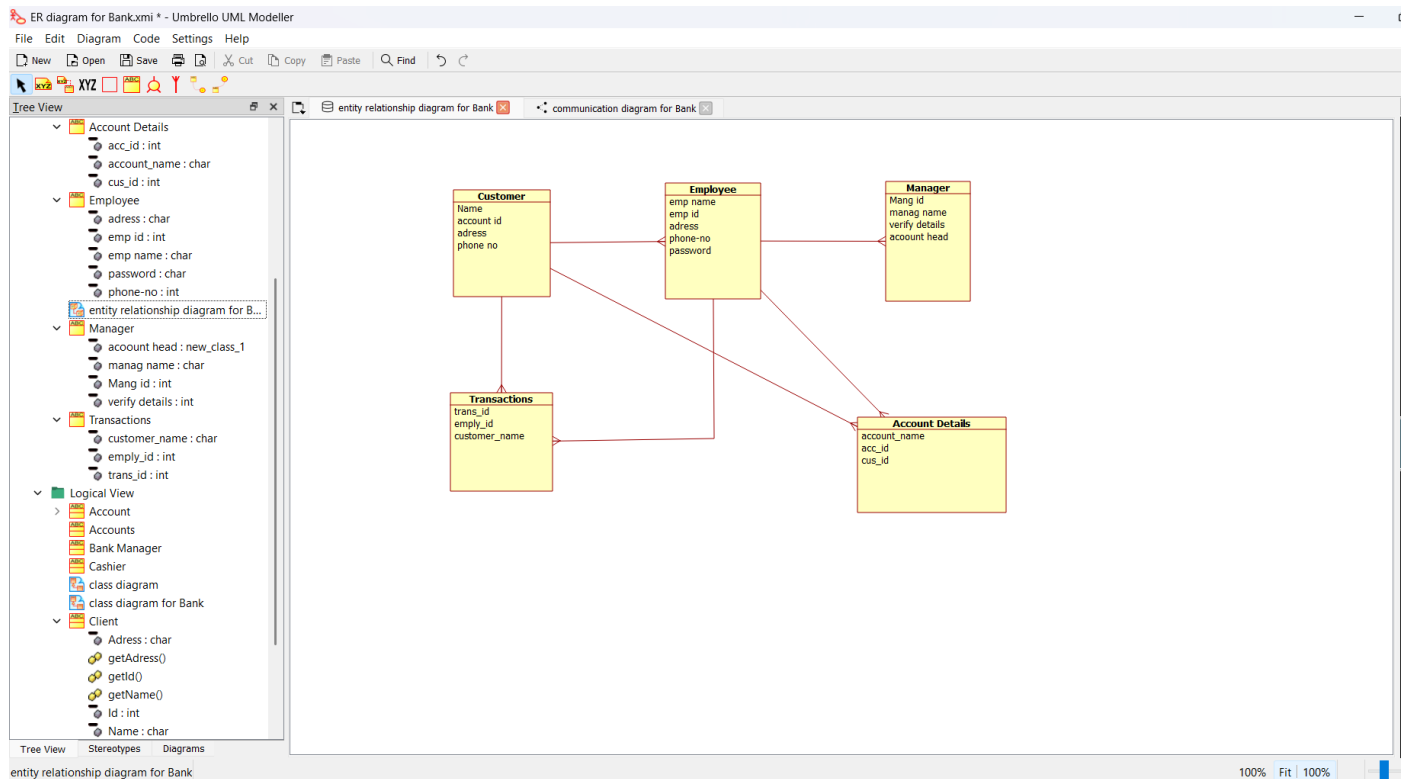 ER diagram for Bank.xmi * - Umbrello UML Modeller
File Edit Diagram Code Settings Help
New Open Save Cut Copy Paste Find
XYZ XYZ ABC
Tree View
entity relationship diagram for Bank
communication diagram for Bank
Account Details
acc_id : int
account_name : char
cus_id : int
Employee
adress : char
emp id : int
emp name : char
password : char
phone-no : int
entity relationship diagram for B...
Manager
acoount head : new_class_1
manag name : char
Mang id : int
verify details : int
Transactions
customer_name : char
emply_id : int
trans_id : int
Logical View
Account
Accounts
Bank Manager
Cashier
class diagram
class diagram for Bank
Client
Adress : char
getAdress()
getId()
getName()
Id : int
Name : char
Tree View Stereotypes Diagrams
Customer
Name
account id
adress
phone no
Employee
emp name
emp id
adress
phone-no
password
Manager
Mang id
manag name
verify details
acoount head
Transactions
trans_id
emply_id
customer_name
Account Details
account_name
acc_id
cus_id
entity relationship diagram for Bank
100% Fit 100%